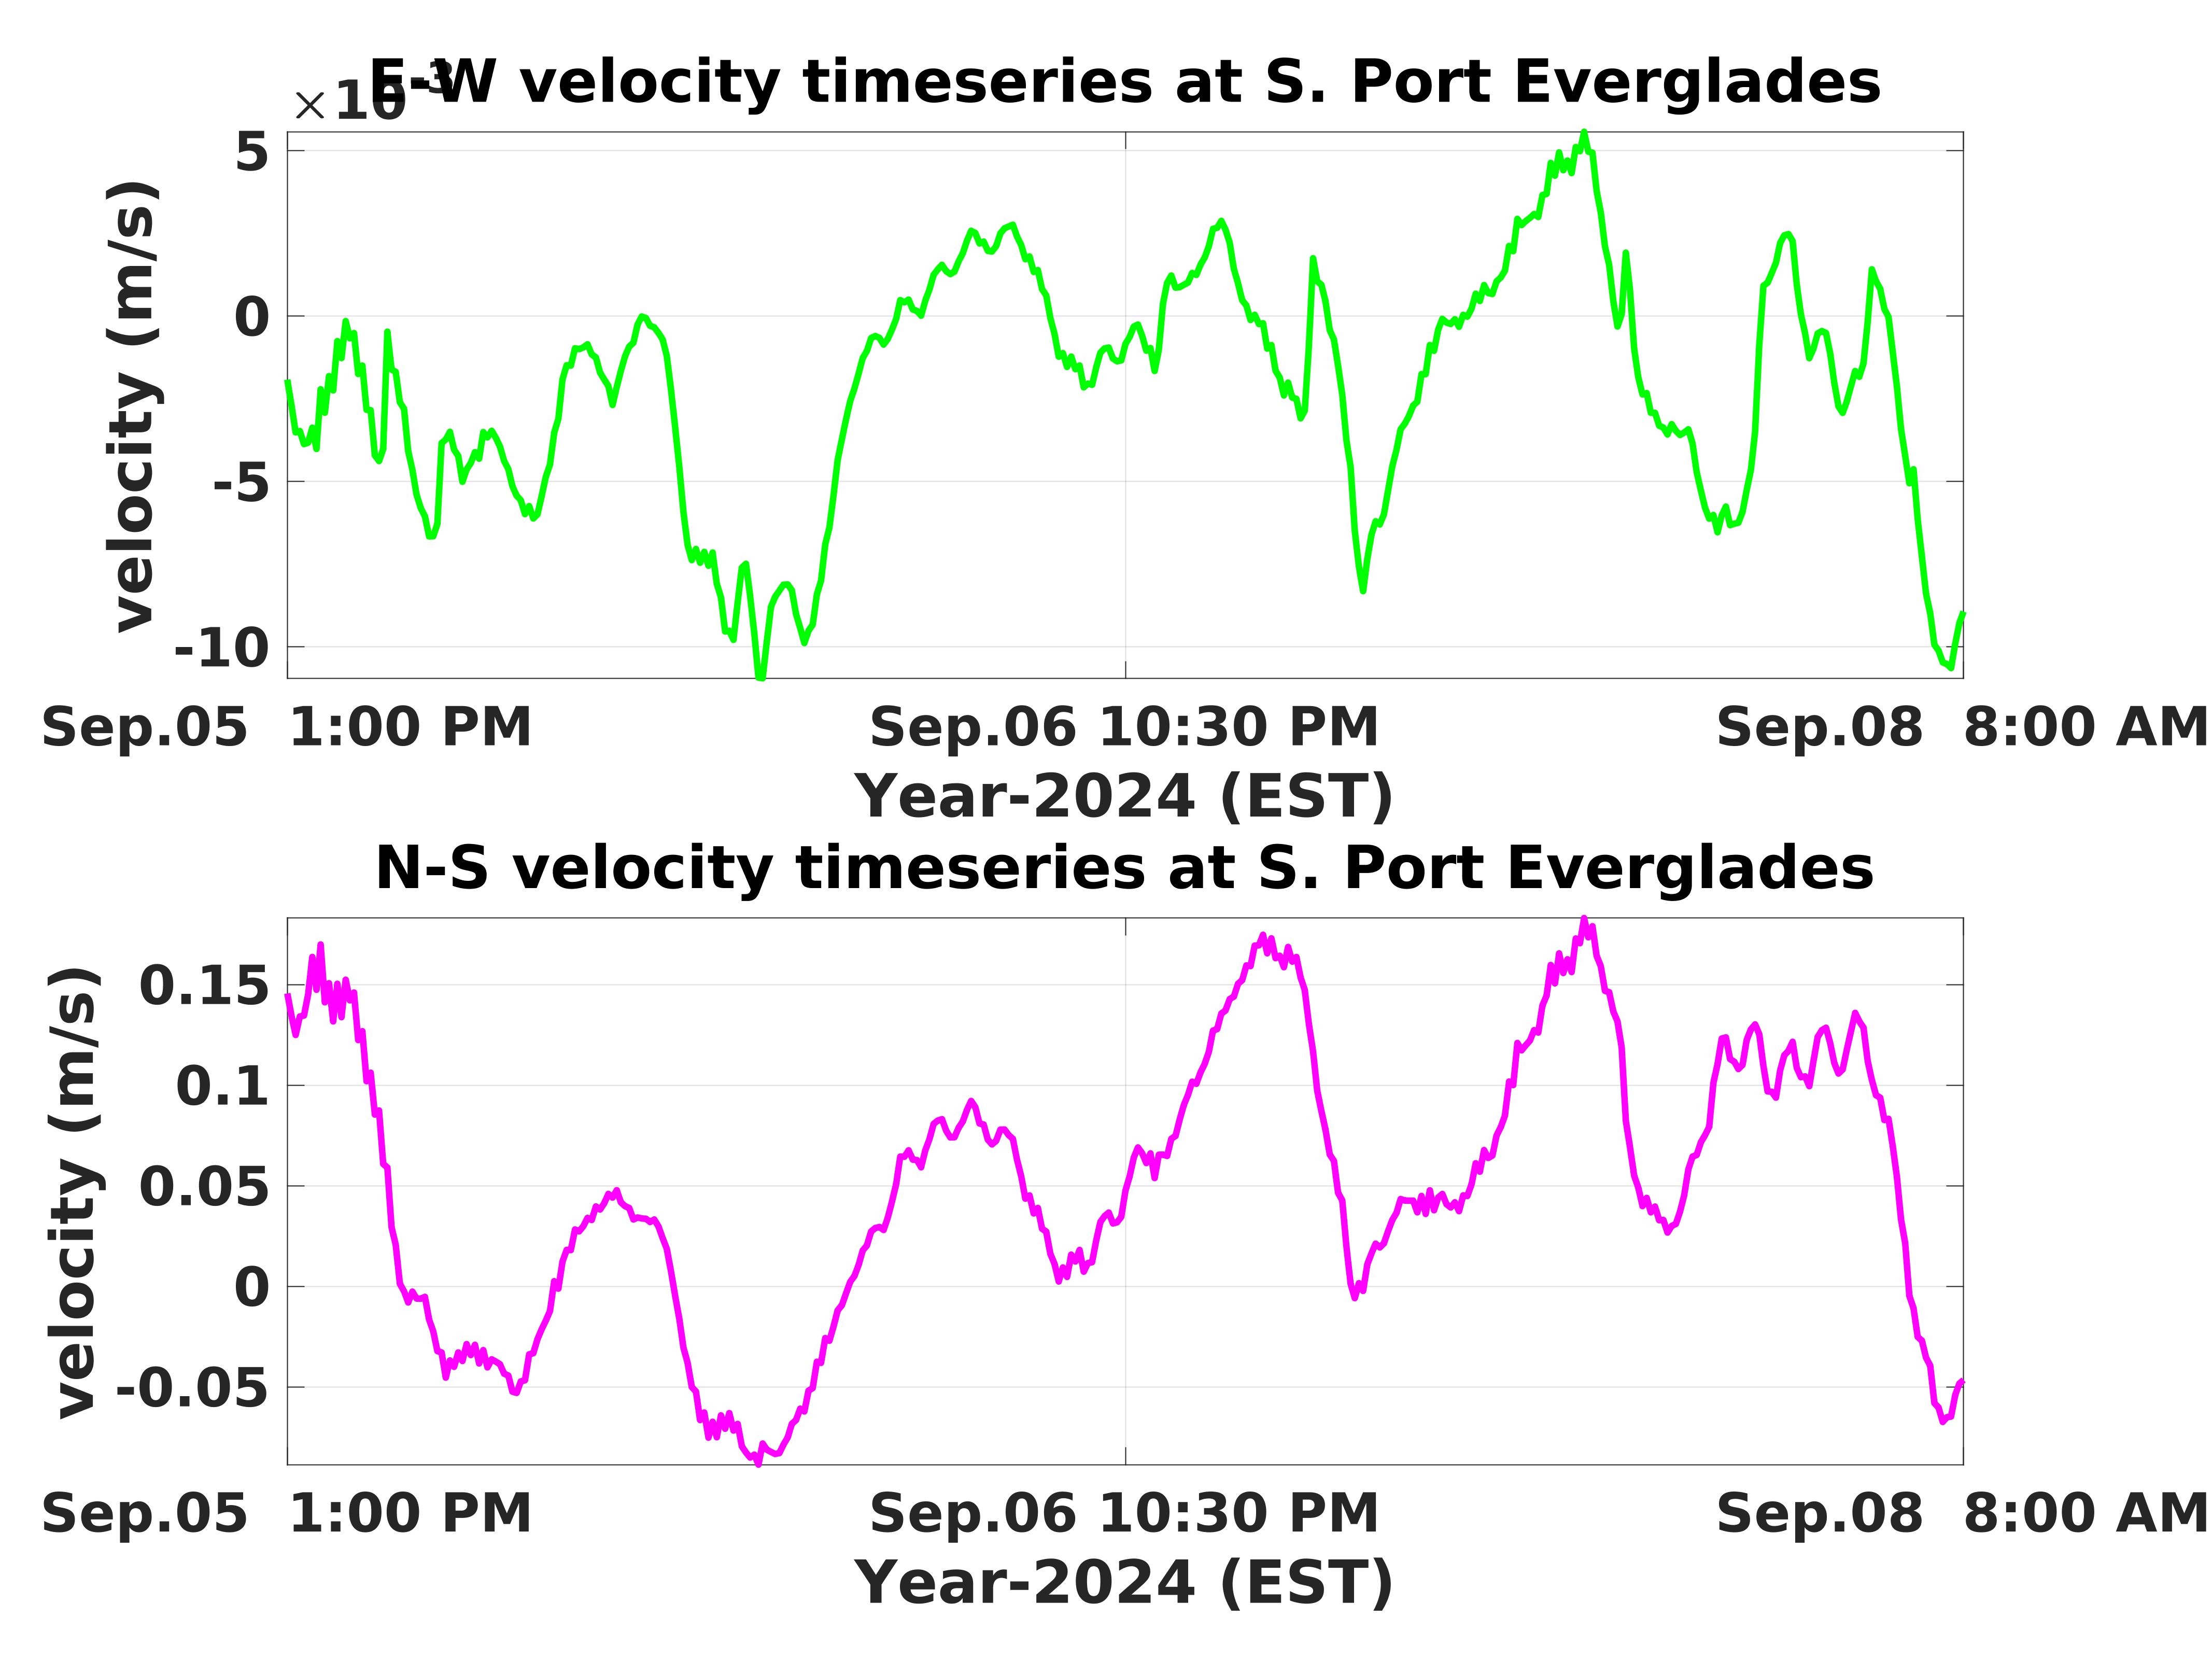 E-W velocity timeseries at S. Port Everglades
×10-3
velocity (m/s)
5
0
-5
-10
Sep.05 1:00 PM Sep.06 10:30 PM Sep.08 8:00 AM
Year-2024 (EST)
N-S velocity timeseries at S. Port Everglades
velocity (m/s)
0.15
0.1
0.05
0
-0.05
Sep.05 1:00 PM Sep.06 10:30 PM Sep.08 8:00 AM
Year-2024 (EST)